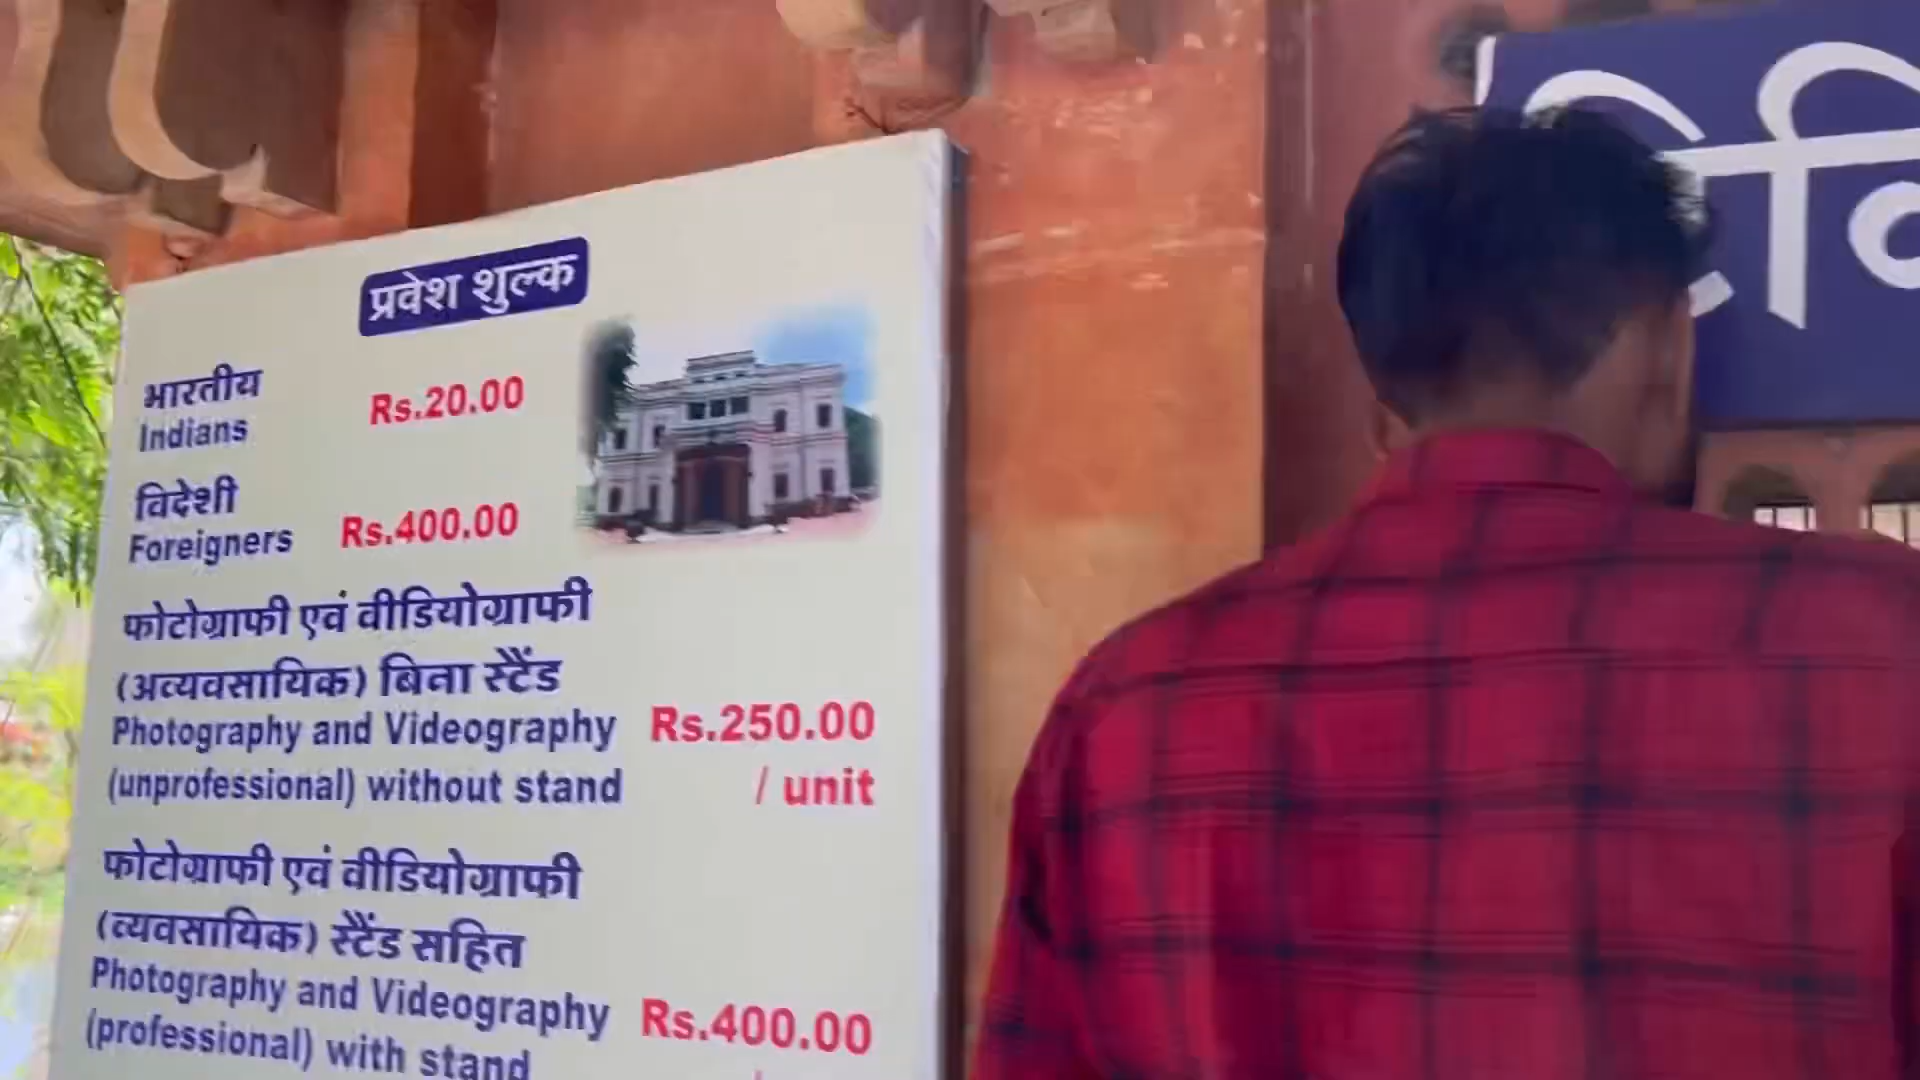 प्रवेश शुल्क
भारतीय
Indians Rs.20.00
विदेशी
Foreigners Rs.400.00
फोटोग्राफी एवं वीडियोग्राफी
(अव्यवसायिक) बिना स्टैंड
Photography and Videography Rs.250.00
(unprofessional) without stand / unit
फोटोग्राफी एवं वीडियोग्राफी
(व्यवसायिक) स्टैंड सहित
Photography and Videography Rs.400.00
(professional) with stand